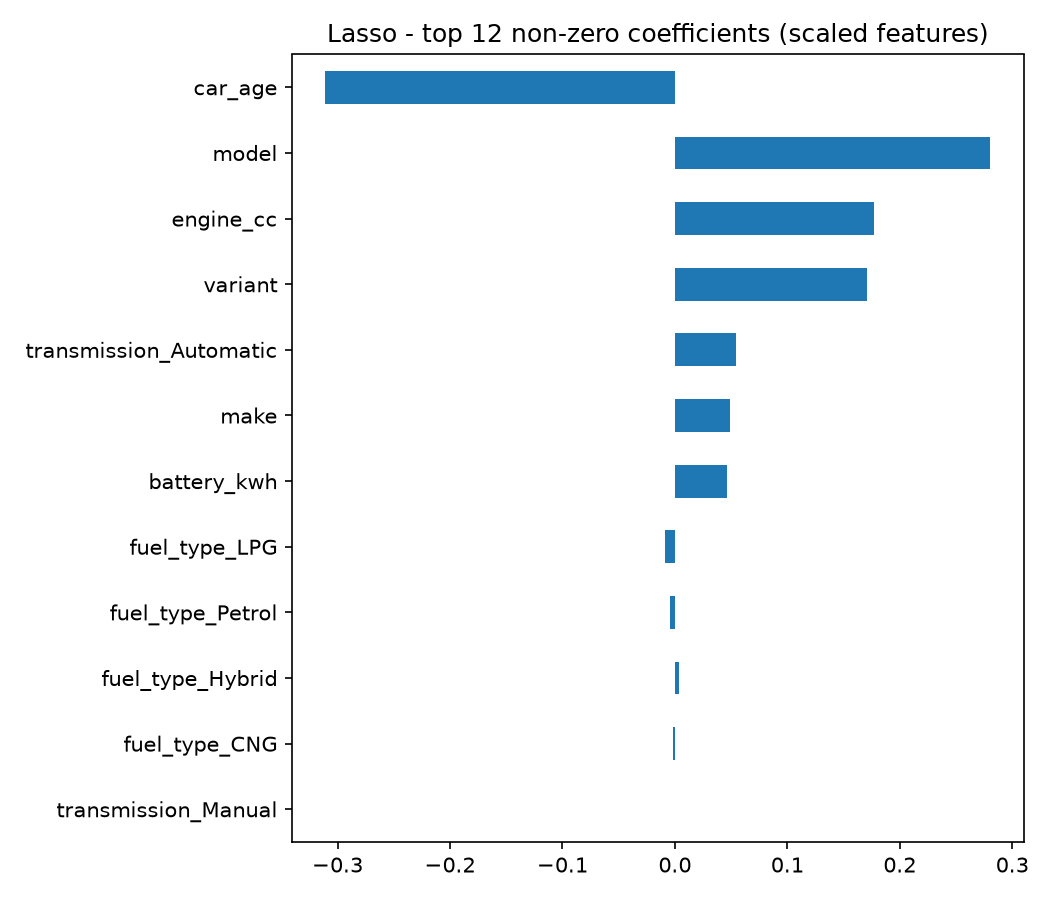 Lasso - top 12 non-zero coefficients (scaled features)
car_age
model
engine_cc
variant
transmission_Automatic
make
battery_kwh
fuel_type_LPG
fuel_type_Petrol
fuel_type_Hybrid
fuel_type_CNG
transmission_Manual
−0.3 −0.2 −0.1 0.0 0.1 0.2 0.3